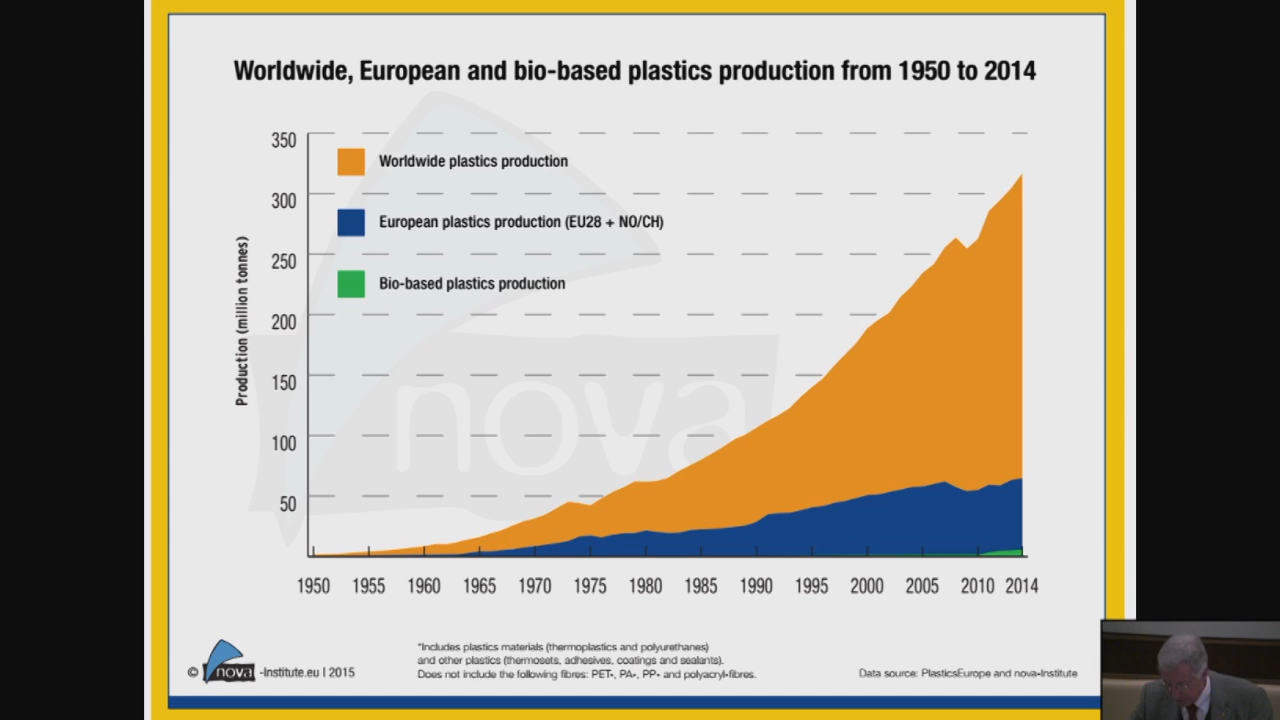 Worldwide, European and bio-based plastics production from 1950 to 2014
350
300
250
200
150
100
50
Production (million tonnes)
Worldwide plastics production
European plastics production (EU28 + NO/CH)
Bio-based plastics production
nova
1950 1955 1960 1965 1970 1975 1980 1985 1990 1995 2000 2005 2010 2014
© nova -Institute.eu | 2015
*Includes plastics materials (thermoplastics and polyurethanes)
and other plastics (thermosets, adhesives, coatings and sealants).
Does not include the following fibres: PET-, PA-, PP- and polyacryl-fibres.
Data source: PlasticsEurope and nova-Institute